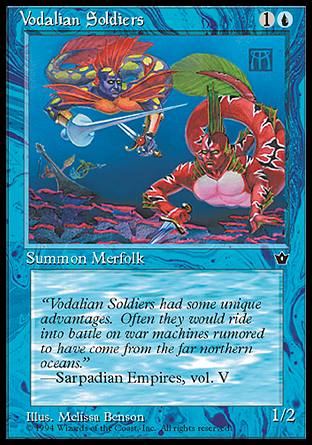 Vodalian Soldiers 1
Summon Merfolk
“Vodalian Soldiers had some unique
advantages. Often they would ride
into battle on war machines rumored
to have come from the far northern
oceans.”
—Sarpadian Empires, vol. V
Illus. Melissa Benson
1/2
©1994 Wizards of the Coast, Inc. All rights reserved.